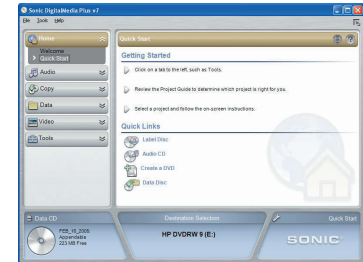 Sonic DigitalMedia Plus v7
File Tools Help
Home
Quick Start
Welcome
Quick Start
Getting Started
Audio
Click on a tab to the left, such as Tools.
Copy
Review the Project Guide to determine which project is right for you.
Data
Select a project and follow the on-screen instructions.
Video
Quick Links
Tools
Label Disc
Audio CD
Create a DVD
Data Disc
Data CD
Destination Selection
Quick Start
FEB_15_2005
Appendable
223 MB Free
HP DVDRW 9 (E:)
SONIC